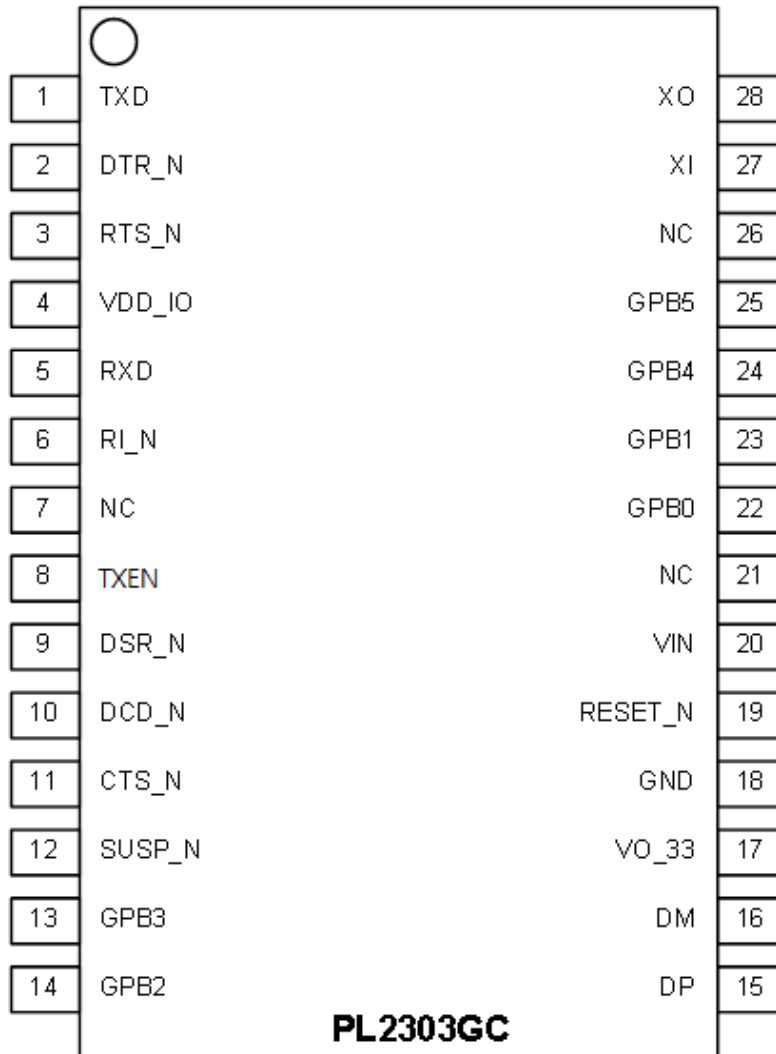 1 TXD XO 28
2 DTR_N XI 27
3 RTS_N NC 26
4 VDD_IO GPB5 25
5 RXD GPB4 24
6 RI_N GPB1 23
7 NC GPB0 22
8 TXEN NC 21
9 DSR_N VIN 20
10 DCD_N RESET_N 19
11 CTS_N GND 18
12 SUSP_N VO_33 17
13 GPB3 DM 16
14 GPB2 DP 15
PL2303GC